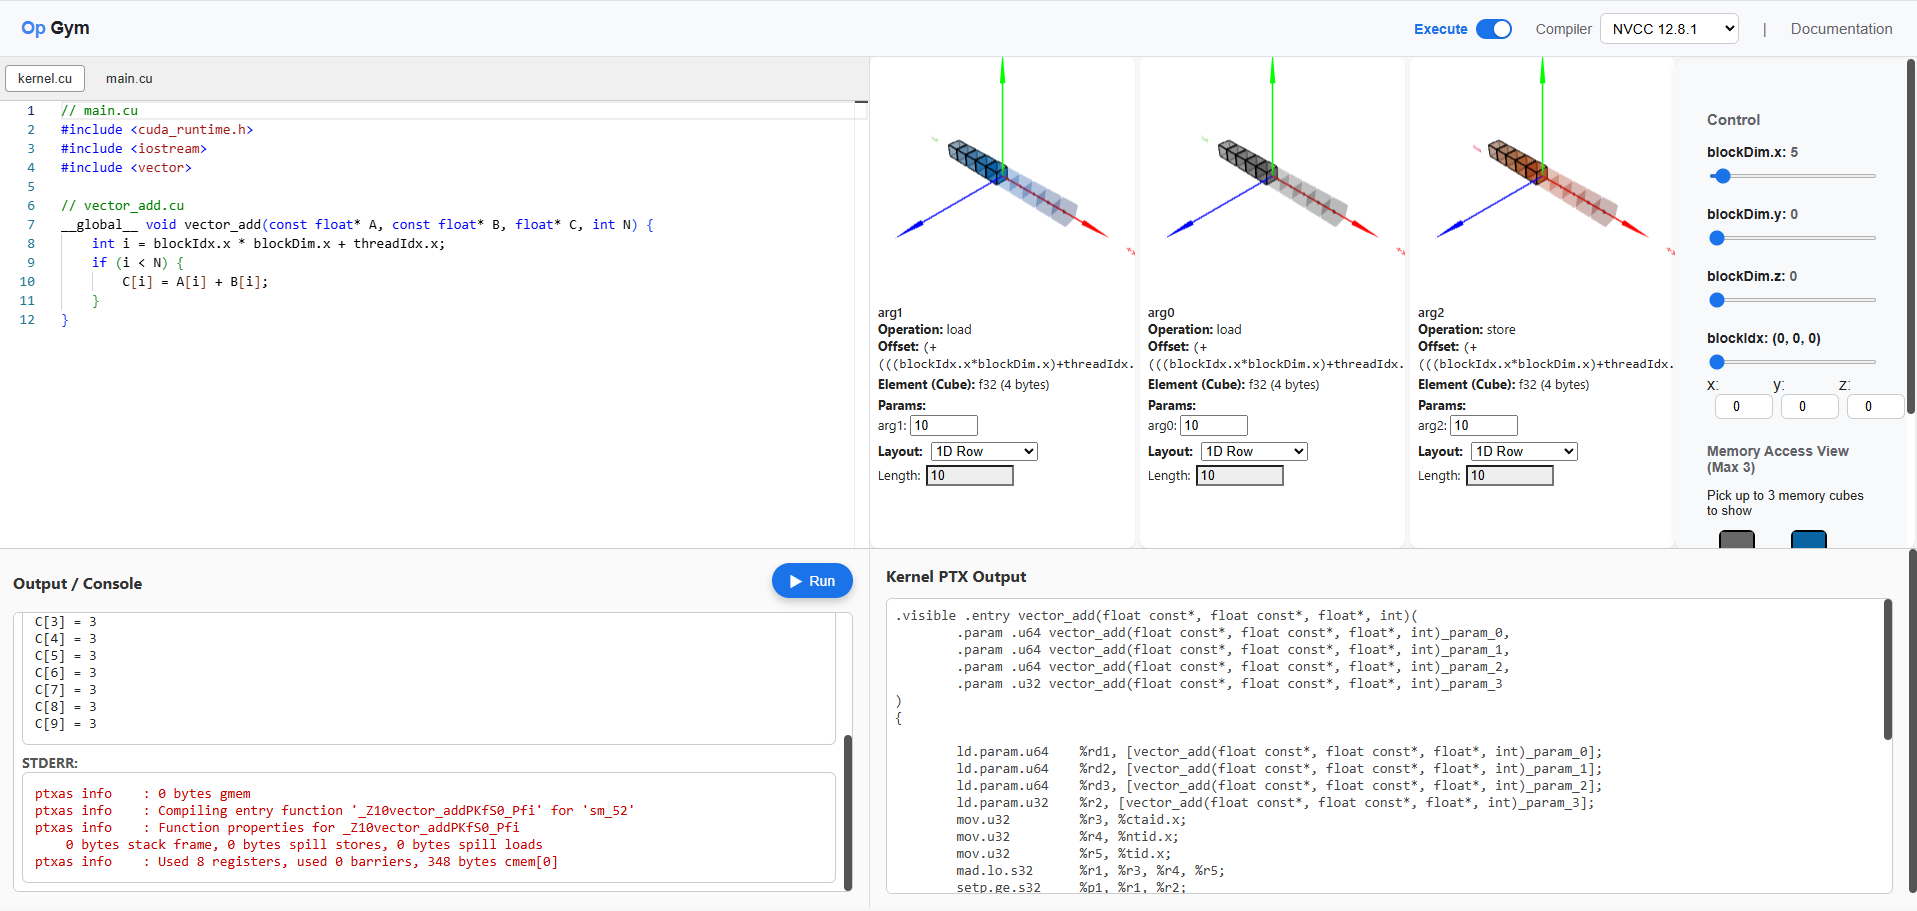 Op Gym
Execute
Compiler
NVCC 12.8.1
|
Documentation
kernel.cu
main.cu
1 // main.cu
2 #include <cuda_runtime.h>
3 #include <iostream>
4 #include <vector>
5
6 // vector_add.cu
7 __global__ void vector_add(const float* A, const float* B, float* C, int N) {
8 int i = blockIdx.x * blockDim.x + threadIdx.x;
9 if (i < N) {
10 C[i] = A[i] + B[i];
11 }
12 }
arg1
Operation: load
Offset: (+
(((blockIdx.x*blockDim.x)+threadIdx.
Element (Cube): f32 (4 bytes)
Params:
arg1: 10
Layout: 1D Row
Length: 10
arg0
Operation: load
Offset: (+
(((blockIdx.x*blockDim.x)+threadIdx.
Element (Cube): f32 (4 bytes)
Params:
arg0: 10
Layout: 1D Row
Length: 10
arg2
Operation: store
Offset: (+
(((blockIdx.x*blockDim.x)+threadIdx.
Element (Cube): f32 (4 bytes)
Params:
arg2: 10
Layout: 1D Row
Length: 10
Control
blockDim.x: 5
blockDim.y: 0
blockDim.z: 0
blockIdx: (0, 0, 0)
x: y: z:
0 0 0
Memory Access View
(Max 3)
Pick up to 3 memory cubes
to show
Output / Console
Run
C[3] = 3
C[4] = 3
C[5] = 3
C[6] = 3
C[7] = 3
C[8] = 3
C[9] = 3
STDERR:
ptxas info : 0 bytes gmem
ptxas info : Compiling entry function '_Z10vector_addPKfS0_Pfi' for 'sm_52'
ptxas info : Function properties for _Z10vector_addPKfS0_Pfi
0 bytes stack frame, 0 bytes spill stores, 0 bytes spill loads
ptxas info : Used 8 registers, used 0 barriers, 348 bytes cmem[0]
Kernel PTX Output
.visible .entry vector_add(float const*, float const*, float*, int)(
.param .u64 vector_add(float const*, float const*, float*, int)_param_0,
.param .u64 vector_add(float const*, float const*, float*, int)_param_1,
.param .u64 vector_add(float const*, float const*, float*, int)_param_2,
.param .u32 vector_add(float const*, float const*, float*, int)_param_3
)
{
ld.param.u64 %rd1, [vector_add(float const*, float const*, float*, int)_param_0];
ld.param.u64 %rd2, [vector_add(float const*, float const*, float*, int)_param_1];
ld.param.u64 %rd3, [vector_add(float const*, float const*, float*, int)_param_2];
ld.param.u32 %r2, [vector_add(float const*, float const*, float*, int)_param_3];
mov.u32 %r3, %ctaid.x;
mov.u32 %r4, %ntid.x;
mov.u32 %r5, %tid.x;
mad.lo.s32 %r1, %r3, %r4, %r5;
setp.ge.s32 %p1, %r1, %r2;